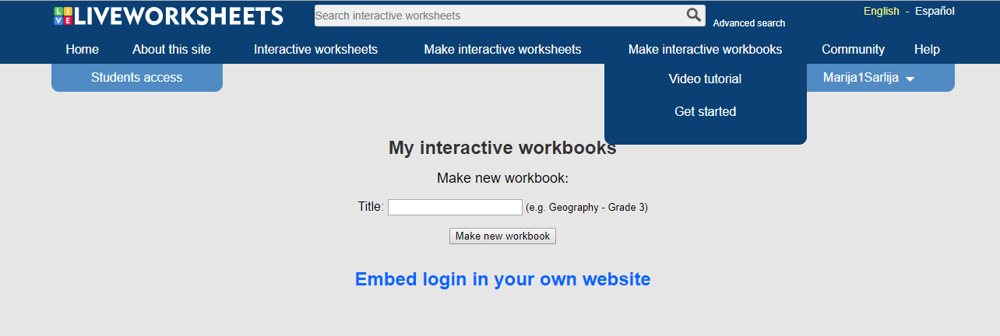 LIVE LIVEWORKSHEETS
Search interactive worksheets
Advanced search
English - Español
Home About this site Interactive worksheets Make interactive worksheets Make interactive workbooks Community Help
Students access
Video tutorial
Marija1Sarlija
Get started
My interactive workbooks
Make new workbook:
Title: (e.g. Geography - Grade 3)
Make new workbook
Embed login in your own website